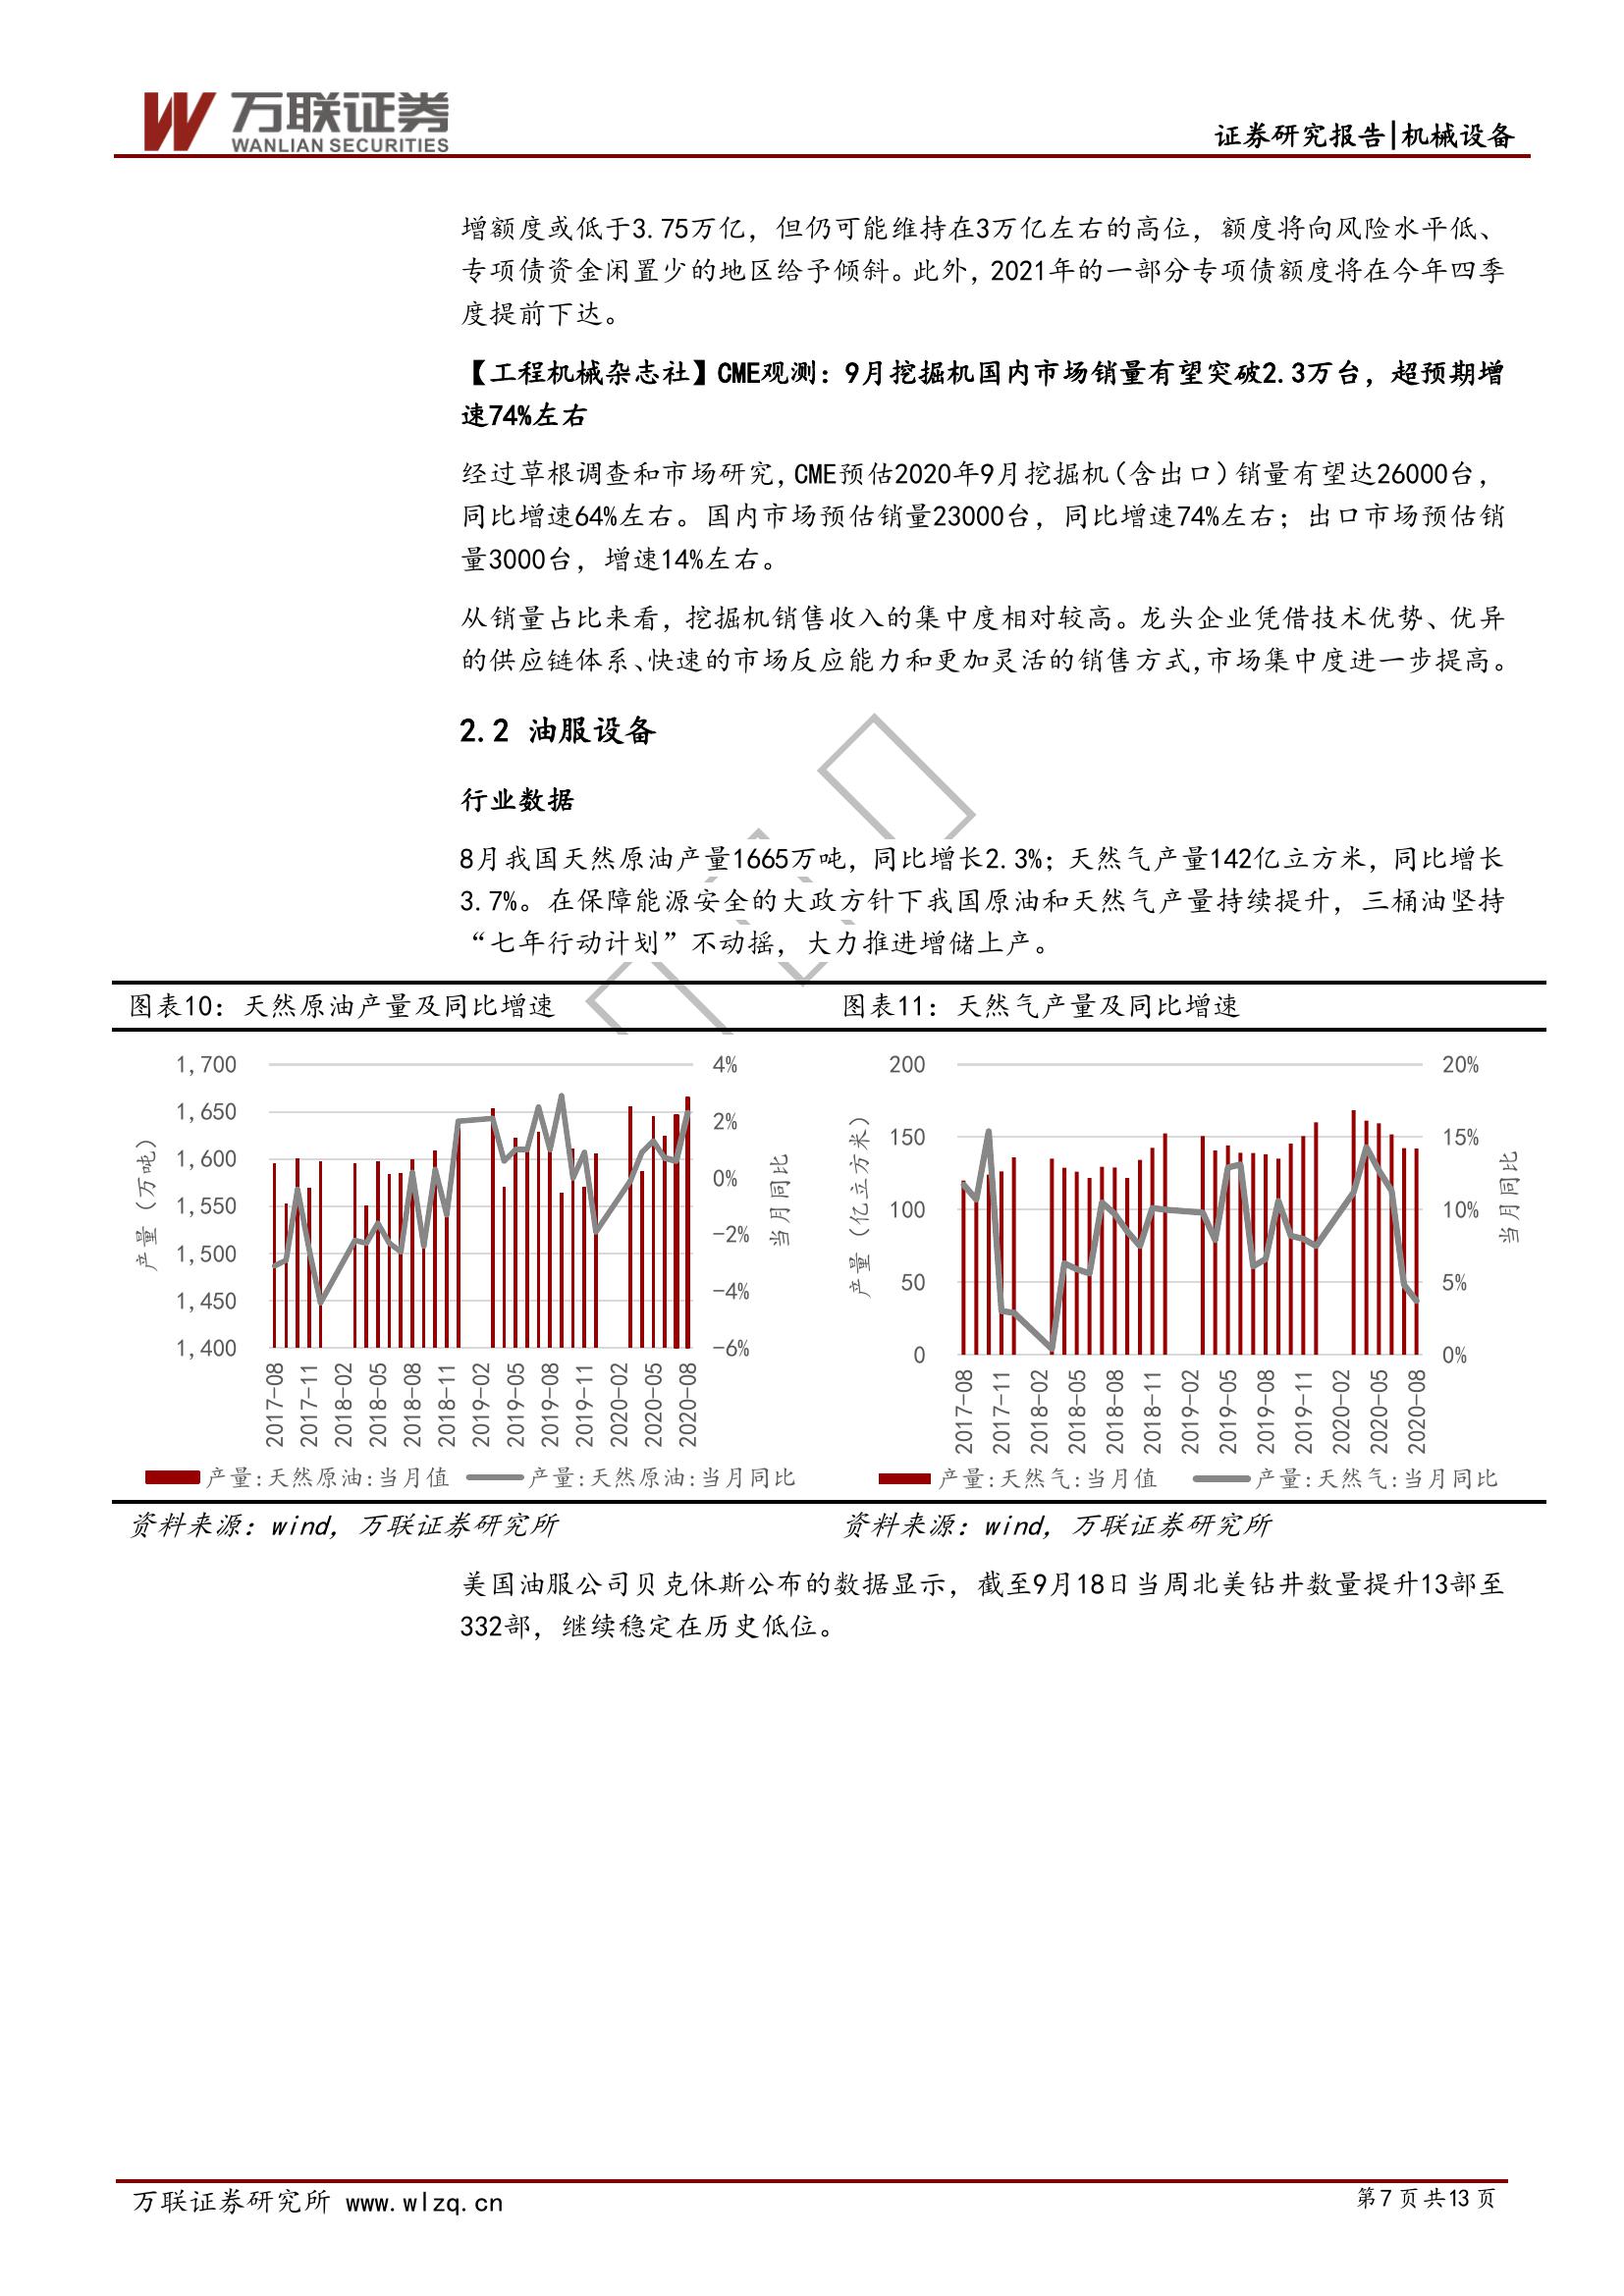 万联证券
WANLIAN SECURITIES
证券研究报告|机械设备
增额度或低于3.75万亿，但仍可能维持在3万亿左右的高位，额度将向风险水平低、
专项债资金闲置少的地区给予倾斜。此外，2021年的一部分专项债额度将在今年四季
度提前下达。
【工程机械杂志社】CME观测：9月挖掘机国内市场销量有望突破2.3万台，超预期增
速74%左右
经过草根调查和市场研究，CME预估2020年9月挖掘机（含出口）销量有望达26000台，
同比增速64%左右。国内市场预估销量23000台，同比增速74%左右；出口市场预估销
量3000台，增速14%左右。
从销量占比来看，挖掘机销售收入的集中度相对较高。龙头企业凭借技术优势、优异
的供应链体系、快速的市场反应能力和更加灵活的销售方式，市场集中度进一步提高。
2.2 油服设备
行业数据
8月我国天然原油产量1665万吨，同比增长2.3%；天然气产量142亿立方米，同比增长
3.7%。在保障能源安全的大政方针下我国原油和天然气产量持续提升，三桶油坚持
“七年行动计划”不动摇，大力推进增储上产。
图表10：天然原油产量及同比增速
1,700
1,650
1,600
1,550
1,500
1,450
1,400
产量（万吨）
4%
2%
0%
-2%
-4%
-6%
当月同比
2017-08
2017-11
2018-02
2018-05
2018-08
2018-11
2019-02
2019-05
2019-08
2019-11
2020-02
2020-05
2020-08
产量:天然原油:当月值
产量:天然原油:当月同比
资料来源：wind，万联证券研究所
图表11：天然气产量及同比增速
200
150
100
50
0
产量（亿立方米）
20%
15%
10%
5%
0%
当月同比
2017-08
2017-11
2018-02
2018-05
2018-08
2018-11
2019-02
2019-05
2019-08
2019-11
2020-02
2020-05
2020-08
产量:天然气:当月值
产量:天然气:当月同比
资料来源：wind，万联证券研究所
美国油服公司贝克休斯公布的数据显示，截至9月18日当周北美钻井数量提升13部至
332部，继续稳定在历史低位。
万联证券研究所 www.wlzq.cn
第7页共13页